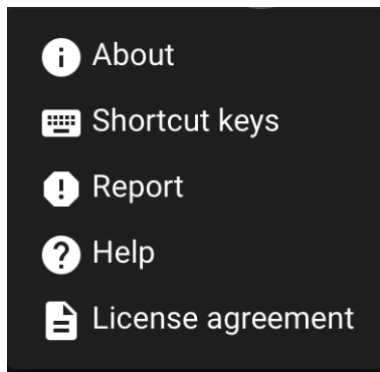 About
Shortcut keys
Report
Help
License agreement